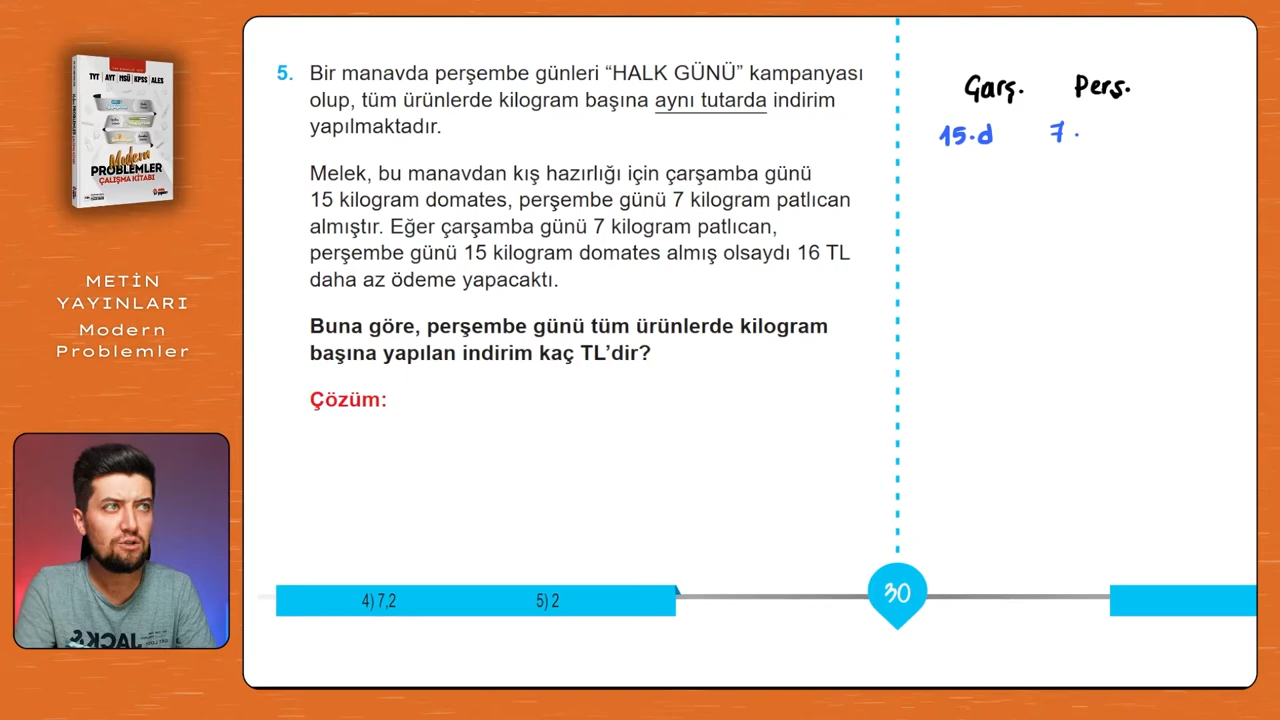 TYT | AYT | MSÜ | KPSS | ALES
Modern
PROBLEMLER
ÇALIŞMA KİTABI
METİN
YAYINLARI
Modern
Problemler
5. Bir manavda perşembe günleri “HALK GÜNÜ” kampanyası
olup, tüm ürünlerde kilogram başına aynı tutarda indirim
yapılmaktadır.
Melek, bu manavdan kış hazırlığı için çarşamba günü
15 kilogram domates, perşembe günü 7 kilogram patlıcan
almıştır. Eğer çarşamba günü 7 kilogram patlıcan,
perşembe günü 15 kilogram domates almış olsaydı 16 TL
daha az ödeme yapacaktı.
Buna göre, perşembe günü tüm ürünlerde kilogram
başına yapılan indirim kaç TL’dir?
Çözüm:
4) 7,2 5) 2
30
Çarş. Perş.
15.d 7.
JACK